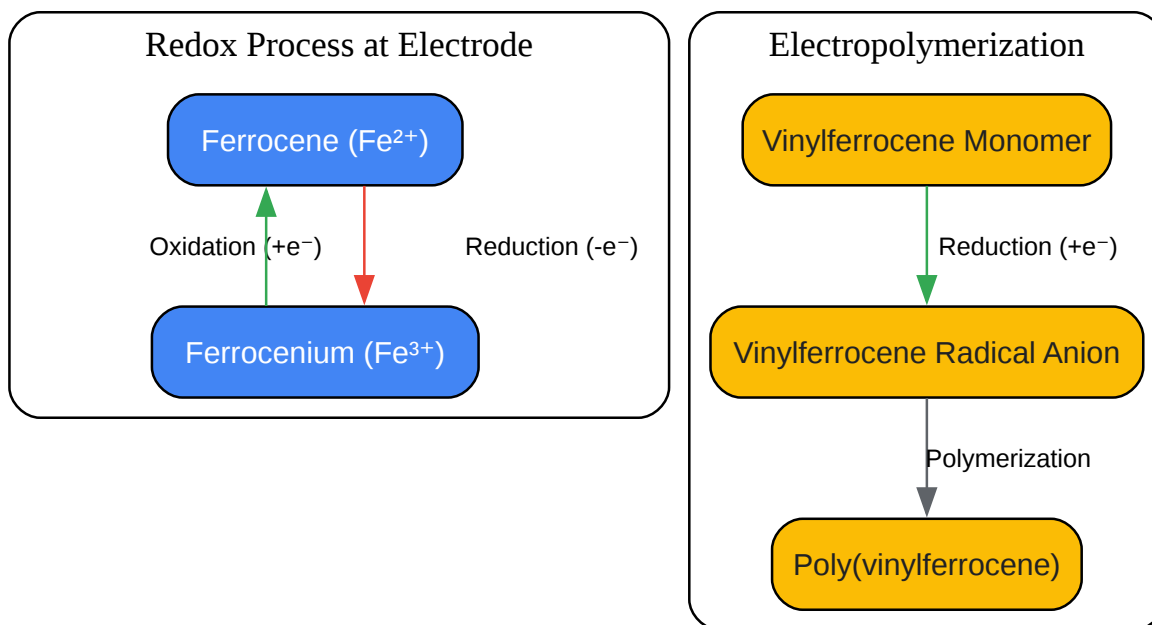 Redox Process at Electrode
Ferrocene (Fe²⁺)
Oxidation (+e⁻)
Reduction (-e⁻)
Ferrocenium (Fe³⁺)
Electropolymerization
Vinylferrocene Monomer
Reduction (+e⁻)
Vinylferrocene Radical Anion
Polymerization
Poly(vinylferrocene)